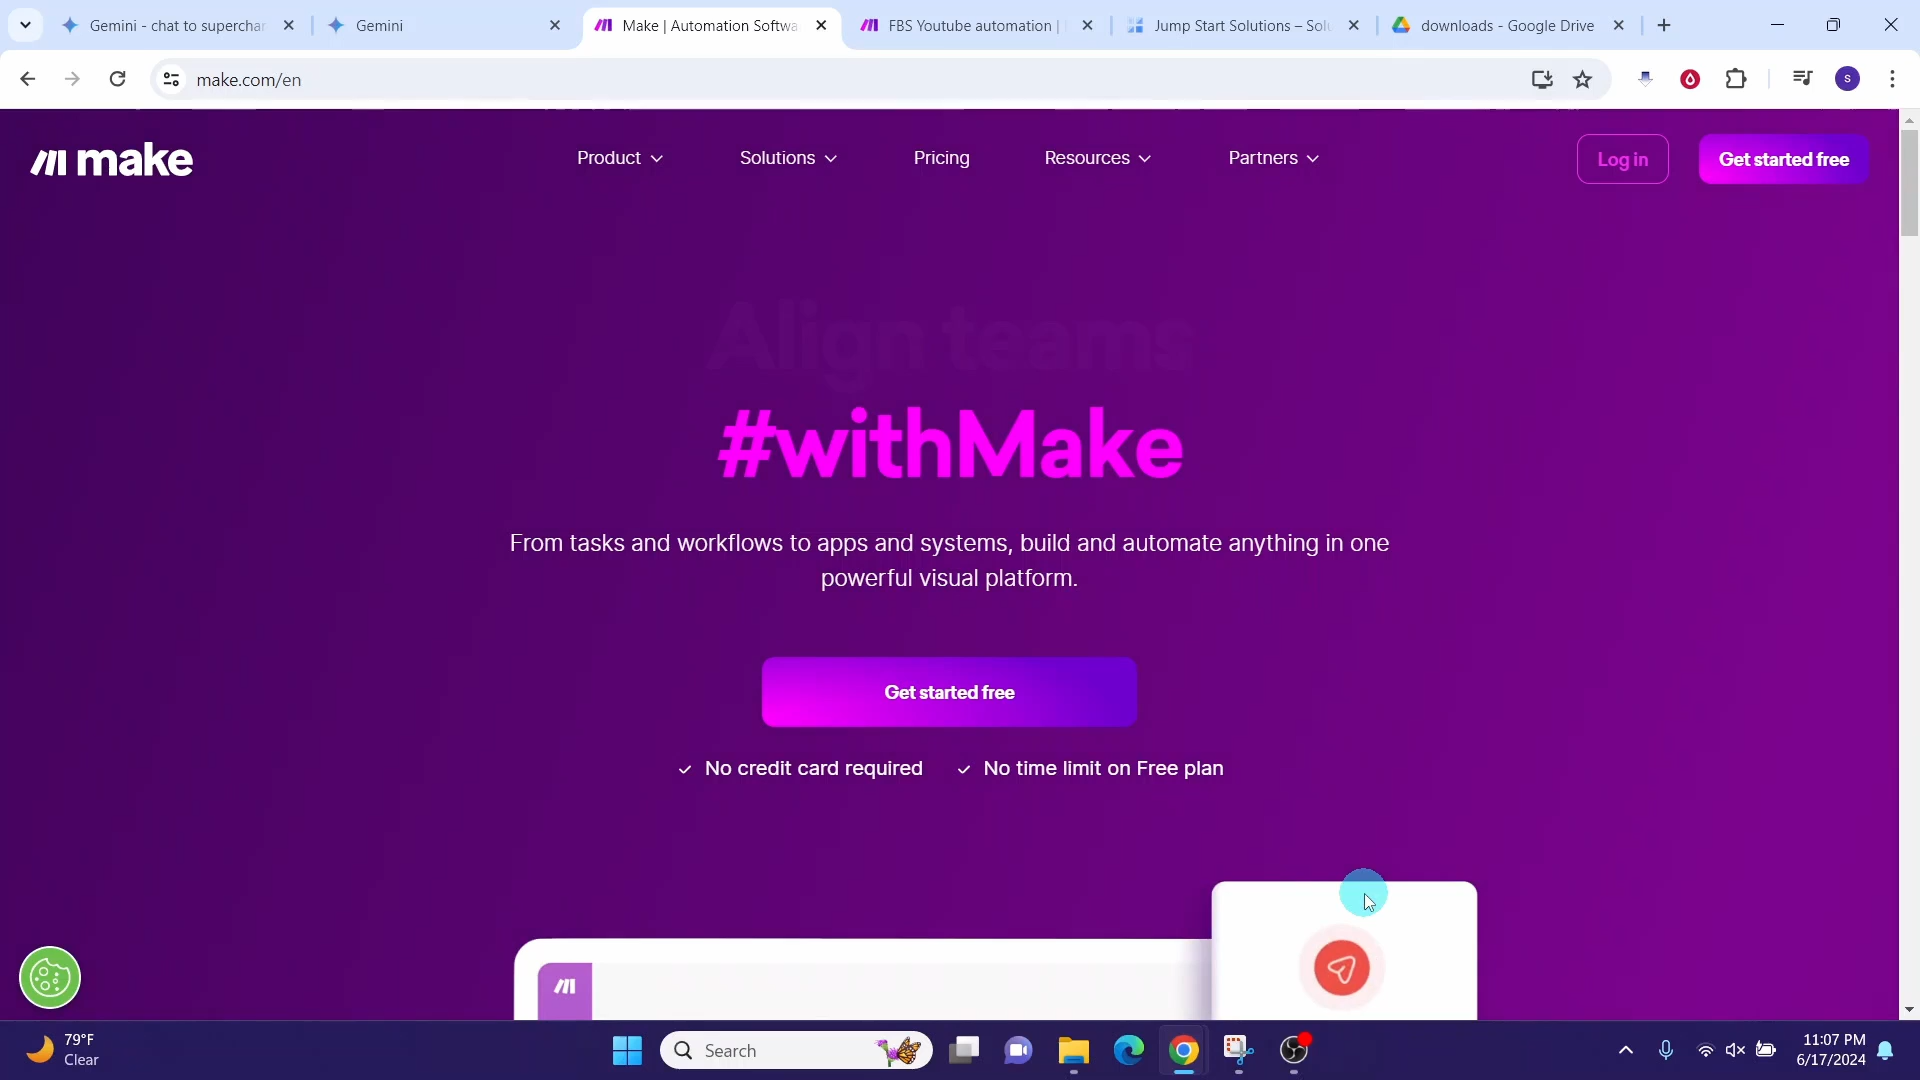 Gemini - chat to superchar
Gemini
Make | Automation Softwa
FBS Youtube automation |
Jump Start Solutions – Solu
downloads - Google Drive
make.com/en
S
make
Product
Solutions
Pricing
Resources
Partners
Log in
Get started free
Align teams
#withMake
From tasks and workflows to apps and systems, build and automate anything in one
powerful visual platform.
Get started free
No credit card required
No time limit on Free plan
79°F
Clear
Search
11:07 PM
6/17/2024